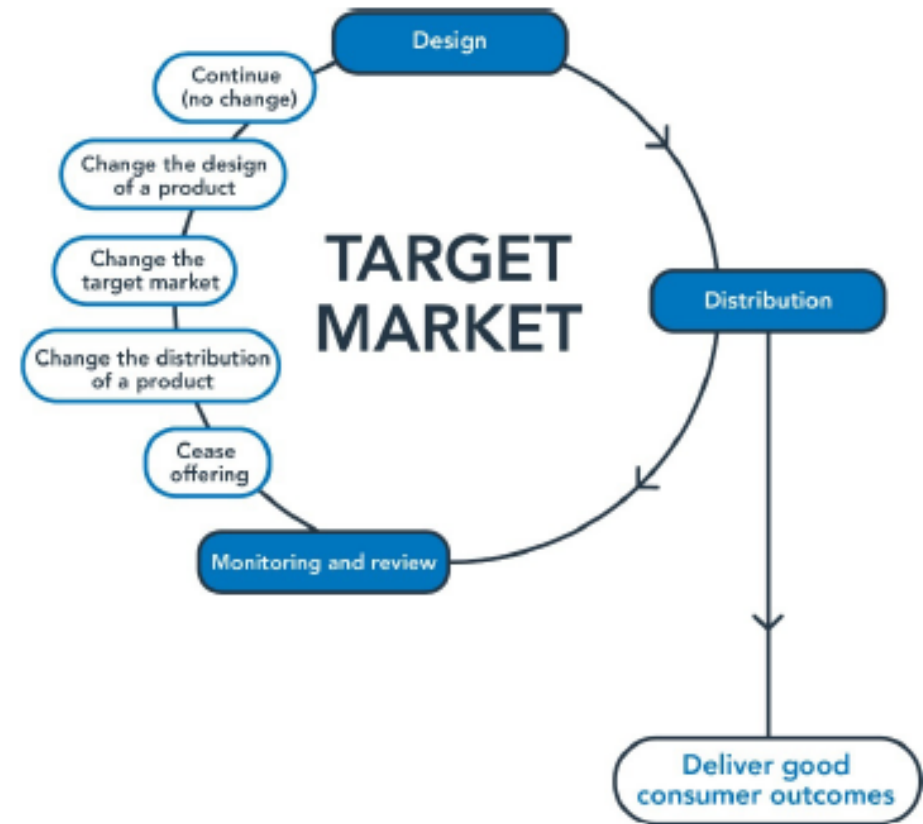 Design
Continue
(no change)
Change the design
of a product
Change the
target market
Change the distribution
of a product
Cease
offering
TARGET
MARKET
Distribution
Monitoring and review
Deliver good
consumer outcomes